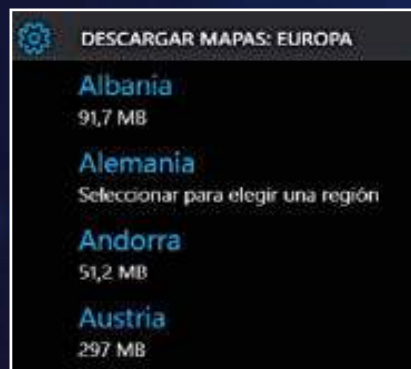 DESCARGAR MAPAS: EUROPA
Albania
91,7 MB
Alemania
Seleccionar para elegir una región
Andorra
51,2 MB
Austria
297 MB